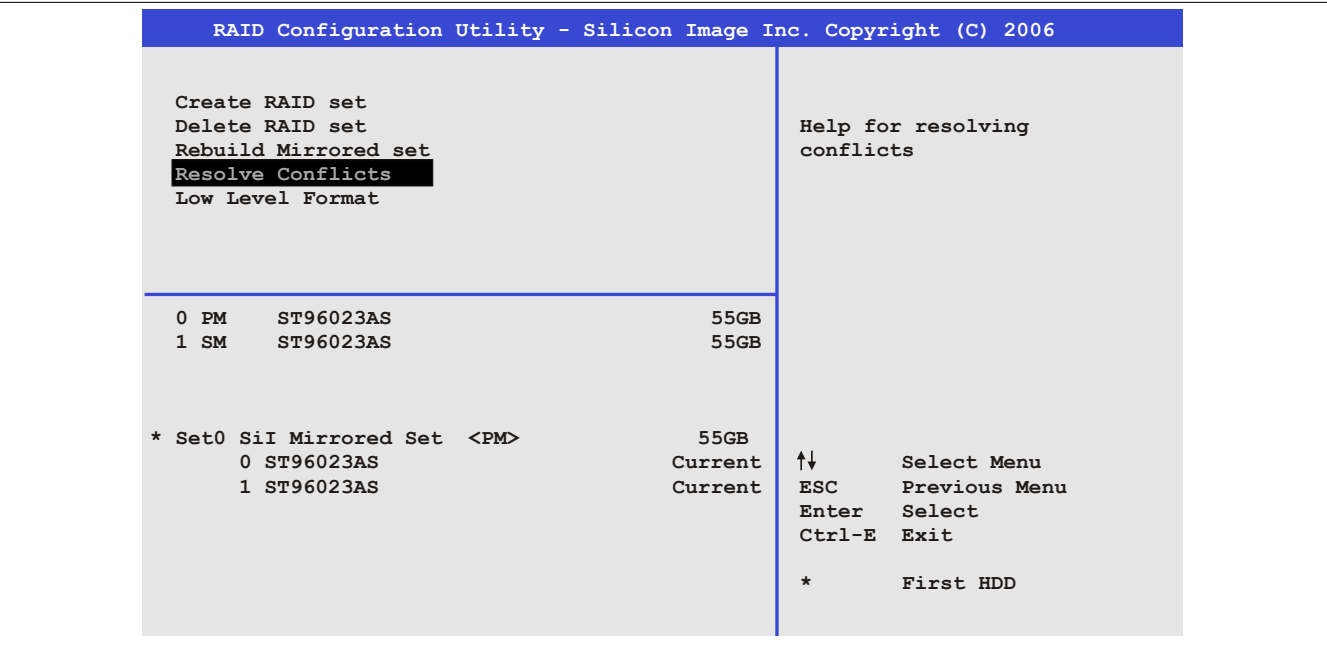 RAID Configuration Utility - Silicon Image Inc. Copyright (C) 2006
Create RAID set
Delete RAID set
Rebuild Mirrored set
Resolve Conflicts
Low Level Format
Help for resolving
conflicts
0 PM ST96023AS 55GB
1 SM ST96023AS 55GB
* Set0 SiI Mirrored Set <PM> 55GB
0 ST96023AS Current
1 ST96023AS Current
↑↓ Select Menu
ESC Previous Menu
Enter Select
Ctrl-E Exit
* First HDD